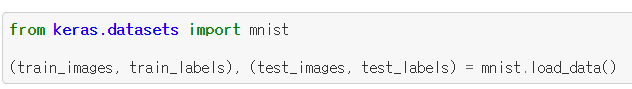 from keras.datasets import mnist
(train_images, train_labels), (test_images, test_labels) = mnist.load_data()